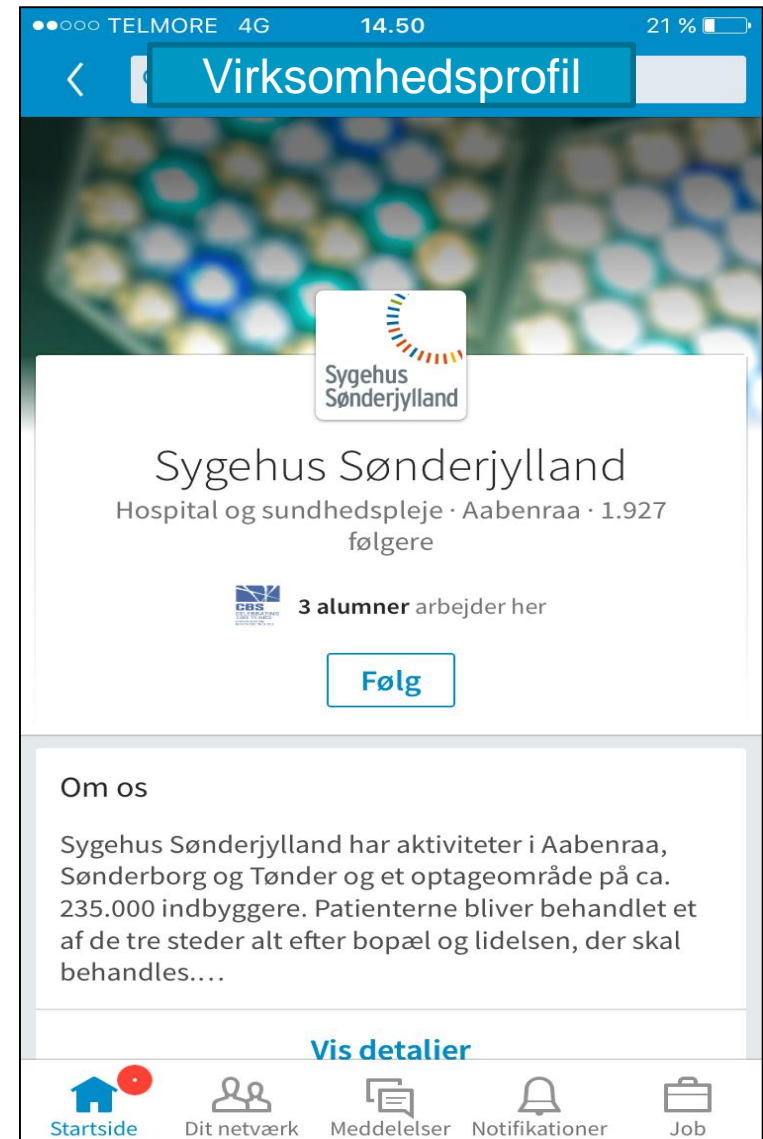 TELMORE 4G 14.50 21 %
Virksomhedsprofil
Sygehus
Sønderjylland
Sygehus Sønderjylland
Hospital og sundhedspleje · Aabenraa · 1.927
følgere
CBS
3 alumner arbejder her
Følg
Om os
Sygehus Sønderjylland har aktiviteter i Aabenraa,
Sønderborg og Tønder og et optageområde på ca.
235.000 indbyggere. Patienterne bliver behandlet et
af de tre steder alt efter bopæl og lidelsen, der skal
behandles....
Vis detaljer
Startside Dit netværk Meddelelser Notifikationer Job